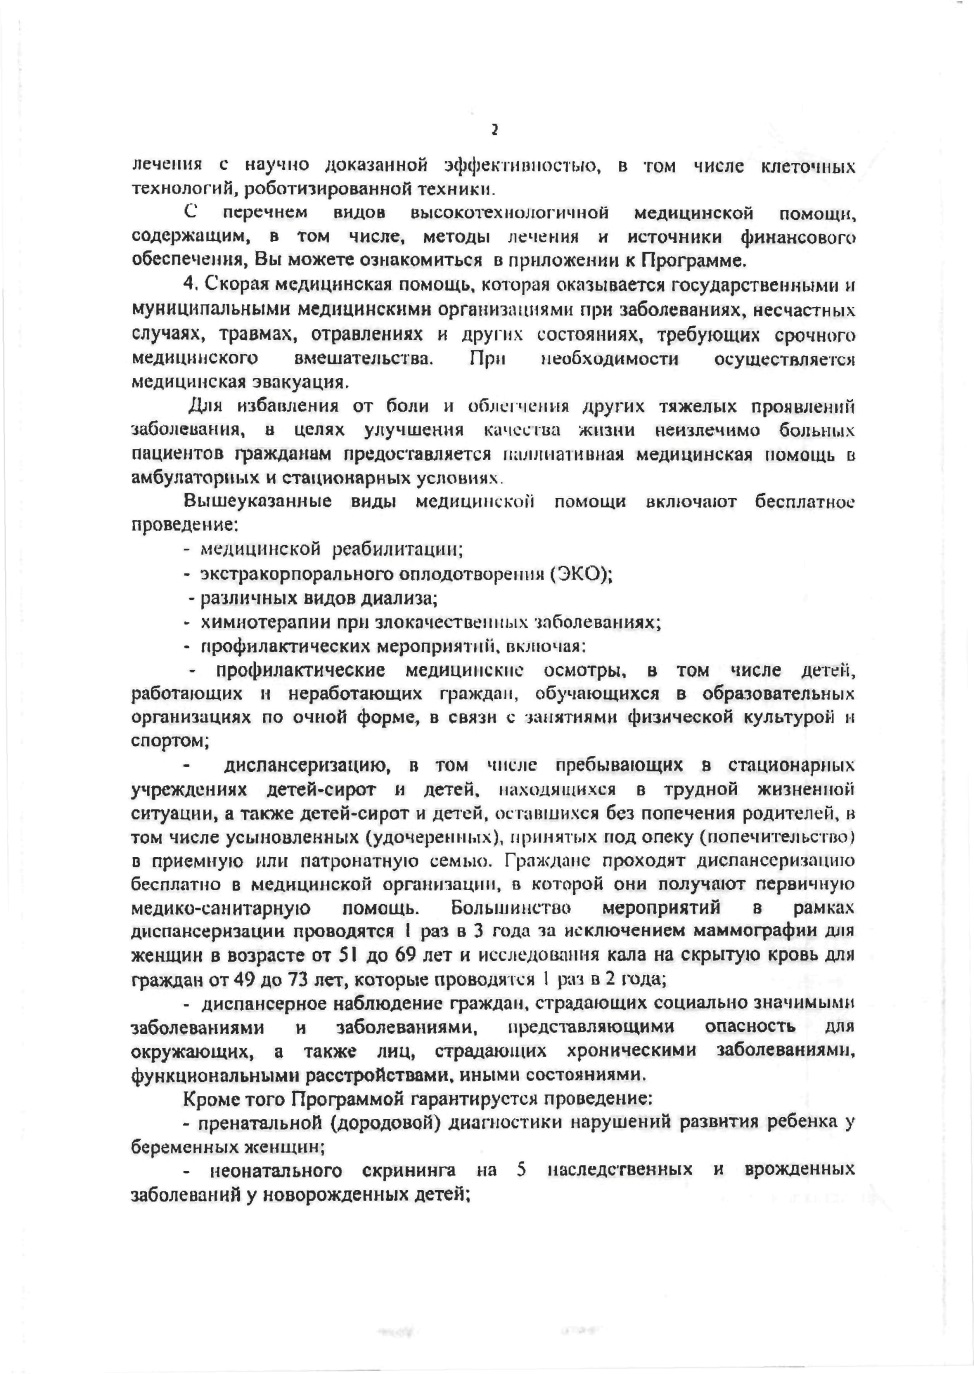 2
лечения с научно доказанной эффективностью, в том числе клеточных
технологий, роботизированной техники.
С перечнем видов высокотехнологичной медицинской помощи,
содержащим, в том числе, методы лечения и источники финансового
обеспечения, Вы можете ознакомиться в приложении к Программе.
4. Скорая медицинская помощь, которая оказывается государственными и
муниципальными медицинскими организациями при заболеваниях, несчастных
случаях, травмах, отравлениях и других состояниях, требующих срочного
медицинского вмешательства. При необходимости осуществляется
медицинская эвакуация.
Для избавления от боли и облегчения других тяжелых проявлений
заболевания, в целях улучшения качества жизни неизлечимо больных
пациентов гражданам предоставляется паллиативная медицинская помощь в
амбулаторных и стационарных условиях.
Вышеуказанные виды медицинской помощи включают бесплатное
проведение:
- медицинской реабилитации;
- экстракорпорального оплодотворения (ЭКО);
- различных видов диализа;
- химиотерапии при злокачественных заболеваниях;
- профилактических мероприятий, включая:
- профилактические медицинские осмотры, в том числе детей,
работающих и неработающих граждан, обучающихся в образовательных
организациях по очной форме, в связи с занятиями физической культурой и
спортом;
- диспансеризацию, в том числе пребывающих в стационарных
учреждениях детей-сирот и детей, находящихся в трудной жизненной
ситуации, а также детей-сирот и детей, оставшихся без попечения родителей, в
том числе усыновленных (удочеренных), принятых под опеку (попечительство)
в приемную или патронатную семью. Граждане проходят диспансеризацию
бесплатно в медицинской организации, в которой они получают первичную
медико-санитарную помощь. Большинство мероприятий в рамках
диспансеризации проводятся 1 раз в 3 года за исключением маммографии для
женщин в возрасте от 51 до 69 лет и исследования кала на скрытую кровь для
граждан от 49 до 73 лет, которые проводятся 1 раз в 2 года;
- диспансерное наблюдение граждан, страдающих социально значимыми
заболеваниями и заболеваниями, представляющими опасность для
окружающих, а также лиц, страдающих хроническими заболеваниями,
функциональными расстройствами, иными состояниями.
Кроме того Программой гарантируется проведение:
- пренатальной (дородовой) диагностики нарушений развития ребенка у
беременных женщин;
- неонатального скрининга на 5 наследственных и врожденных
заболеваний у новорожденных детей;